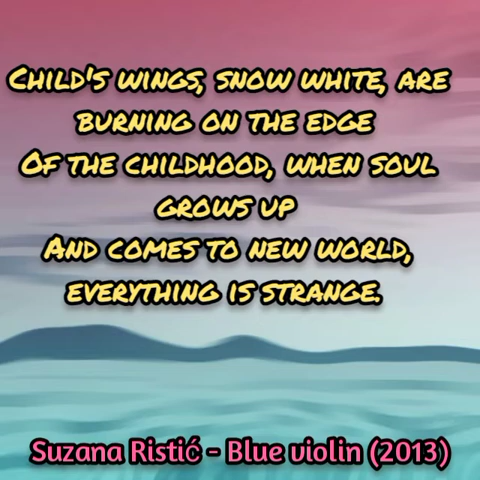 Child's wings, snow white, are
burning on the edge
Of the childhood, when soul
grows up
And comes to new world,
everything is strange.
Suzana Ristić - Blue violin (2013)